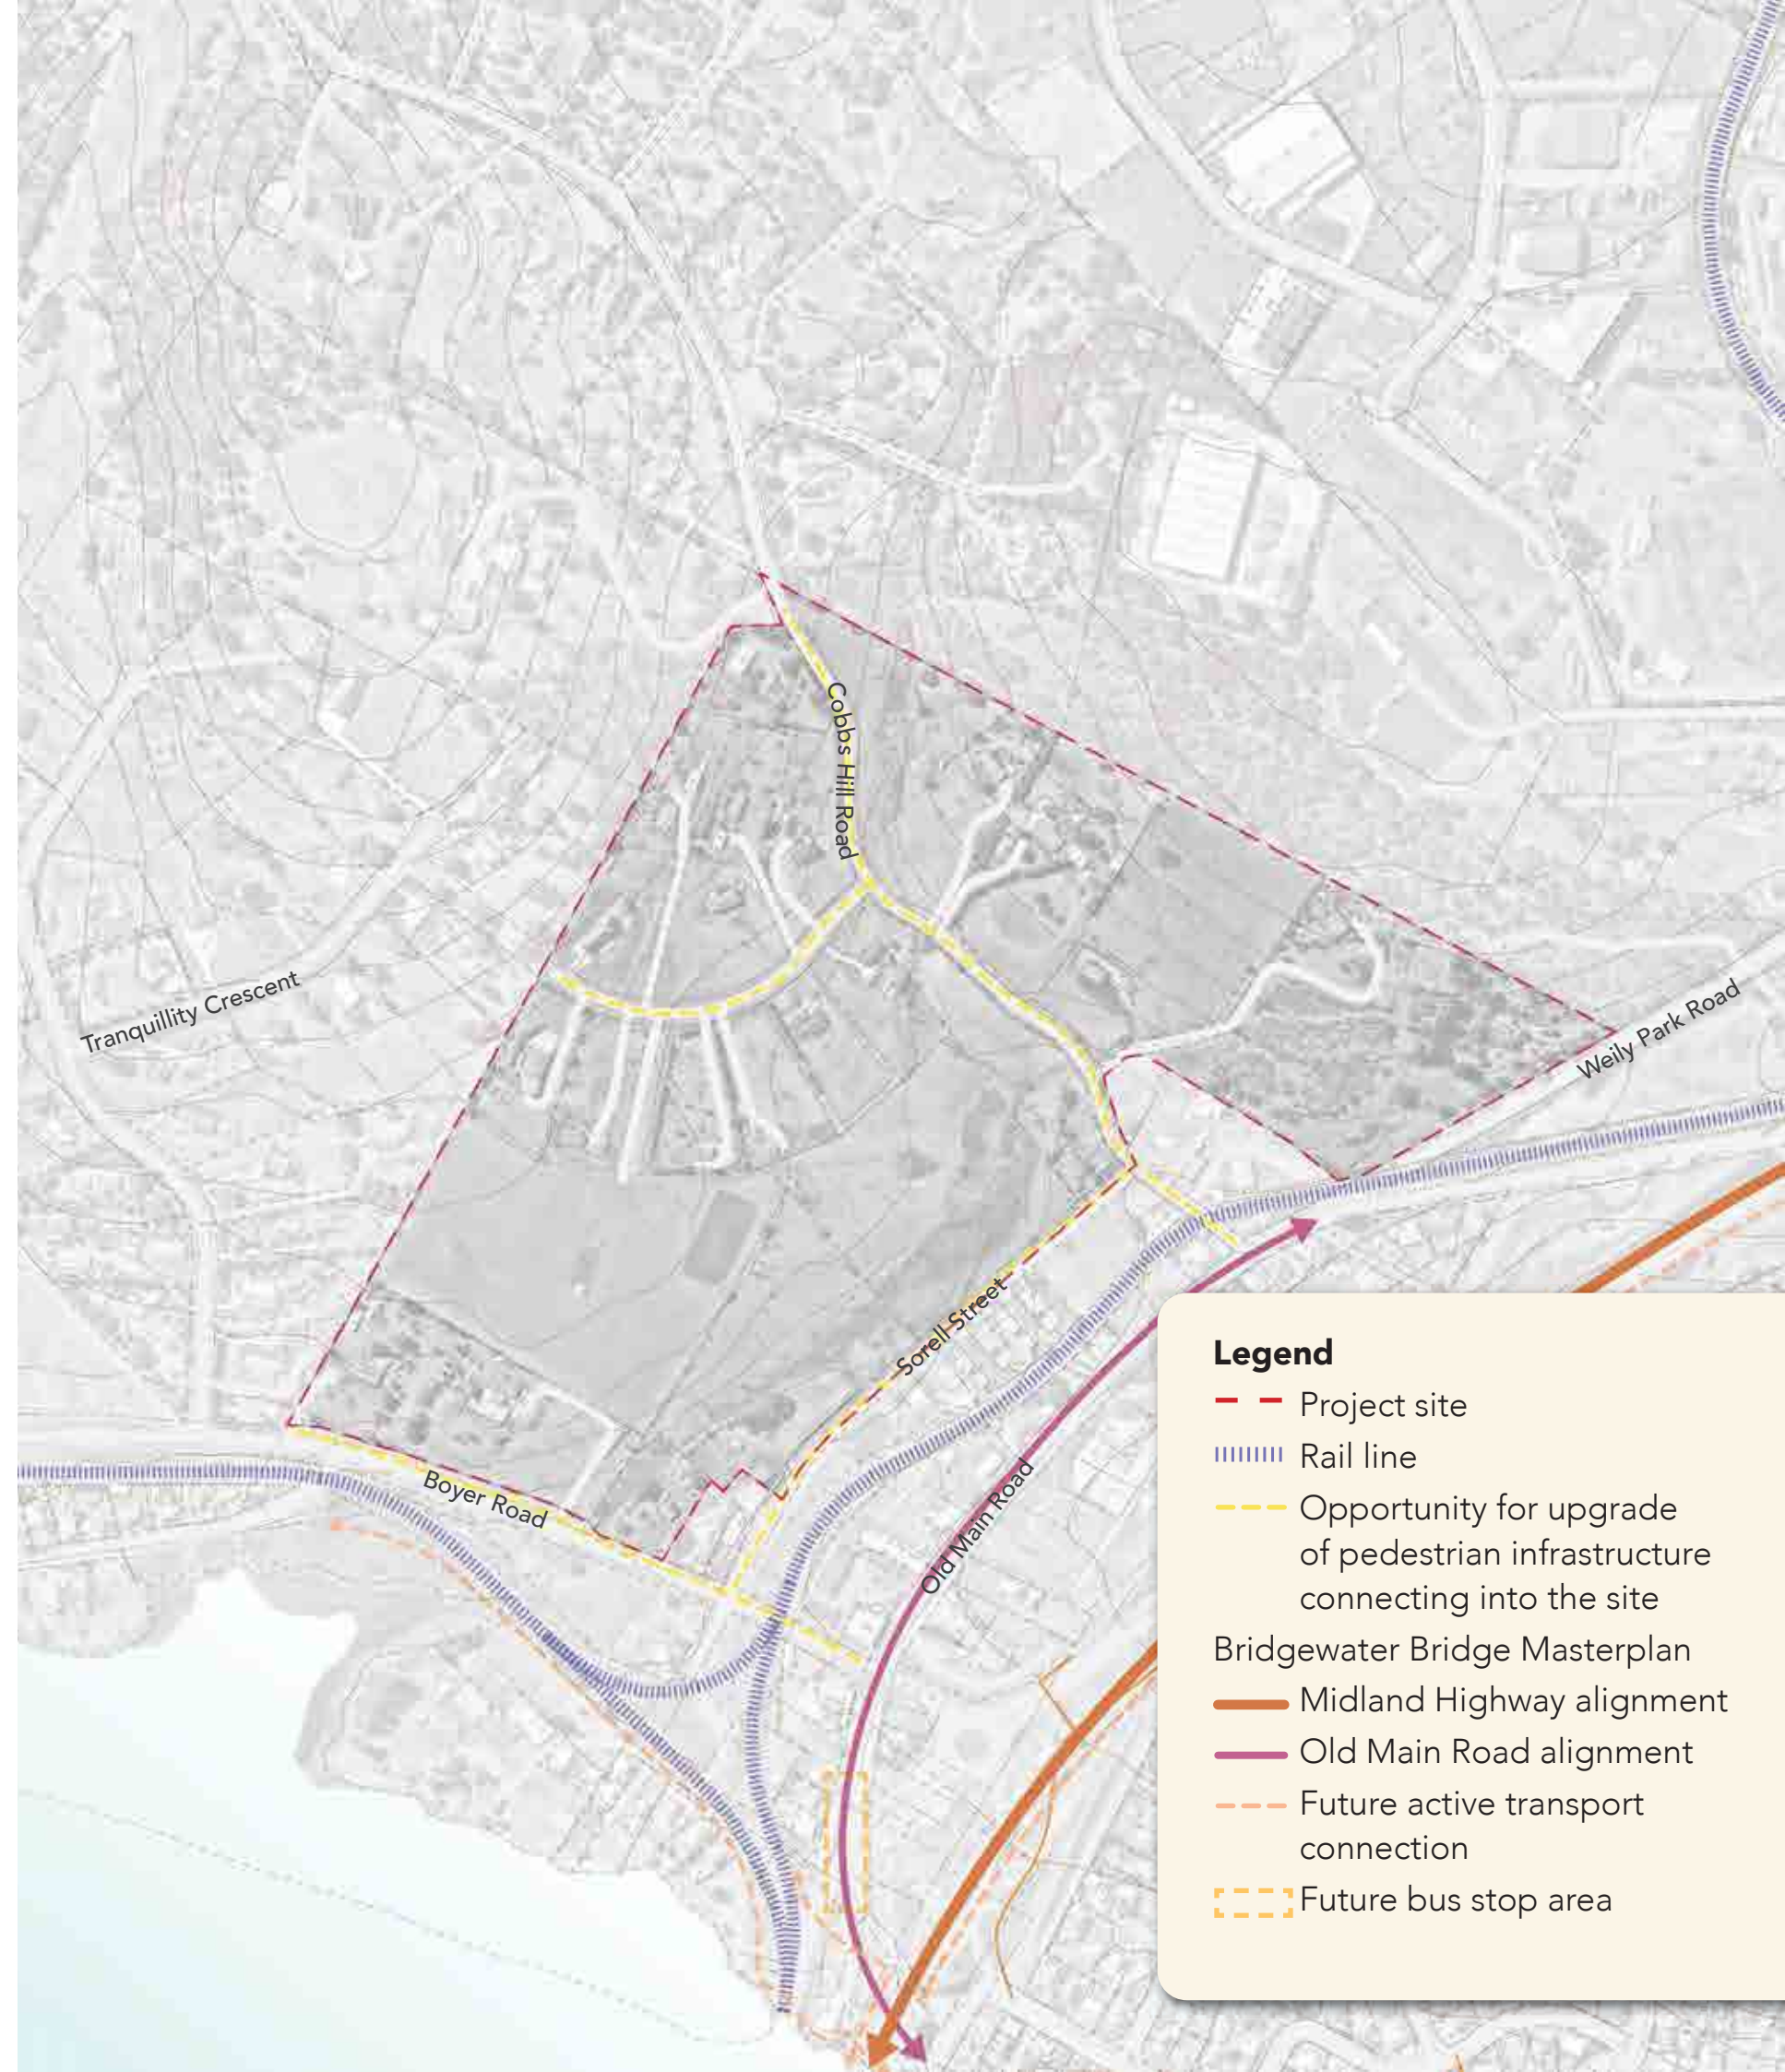 Cobbs Hill Road
Tranquillity Crescent
Weily Park Road
Sorell Street
Boyer Road
Old Main Road
Legend
Project site
Rail line
Opportunity for upgrade
of pedestrian infrastructure
connecting into the site
Bridgewater Bridge Masterplan
Midland Highway alignment
Old Main Road alignment
Future active transport
connection
Future bus stop area